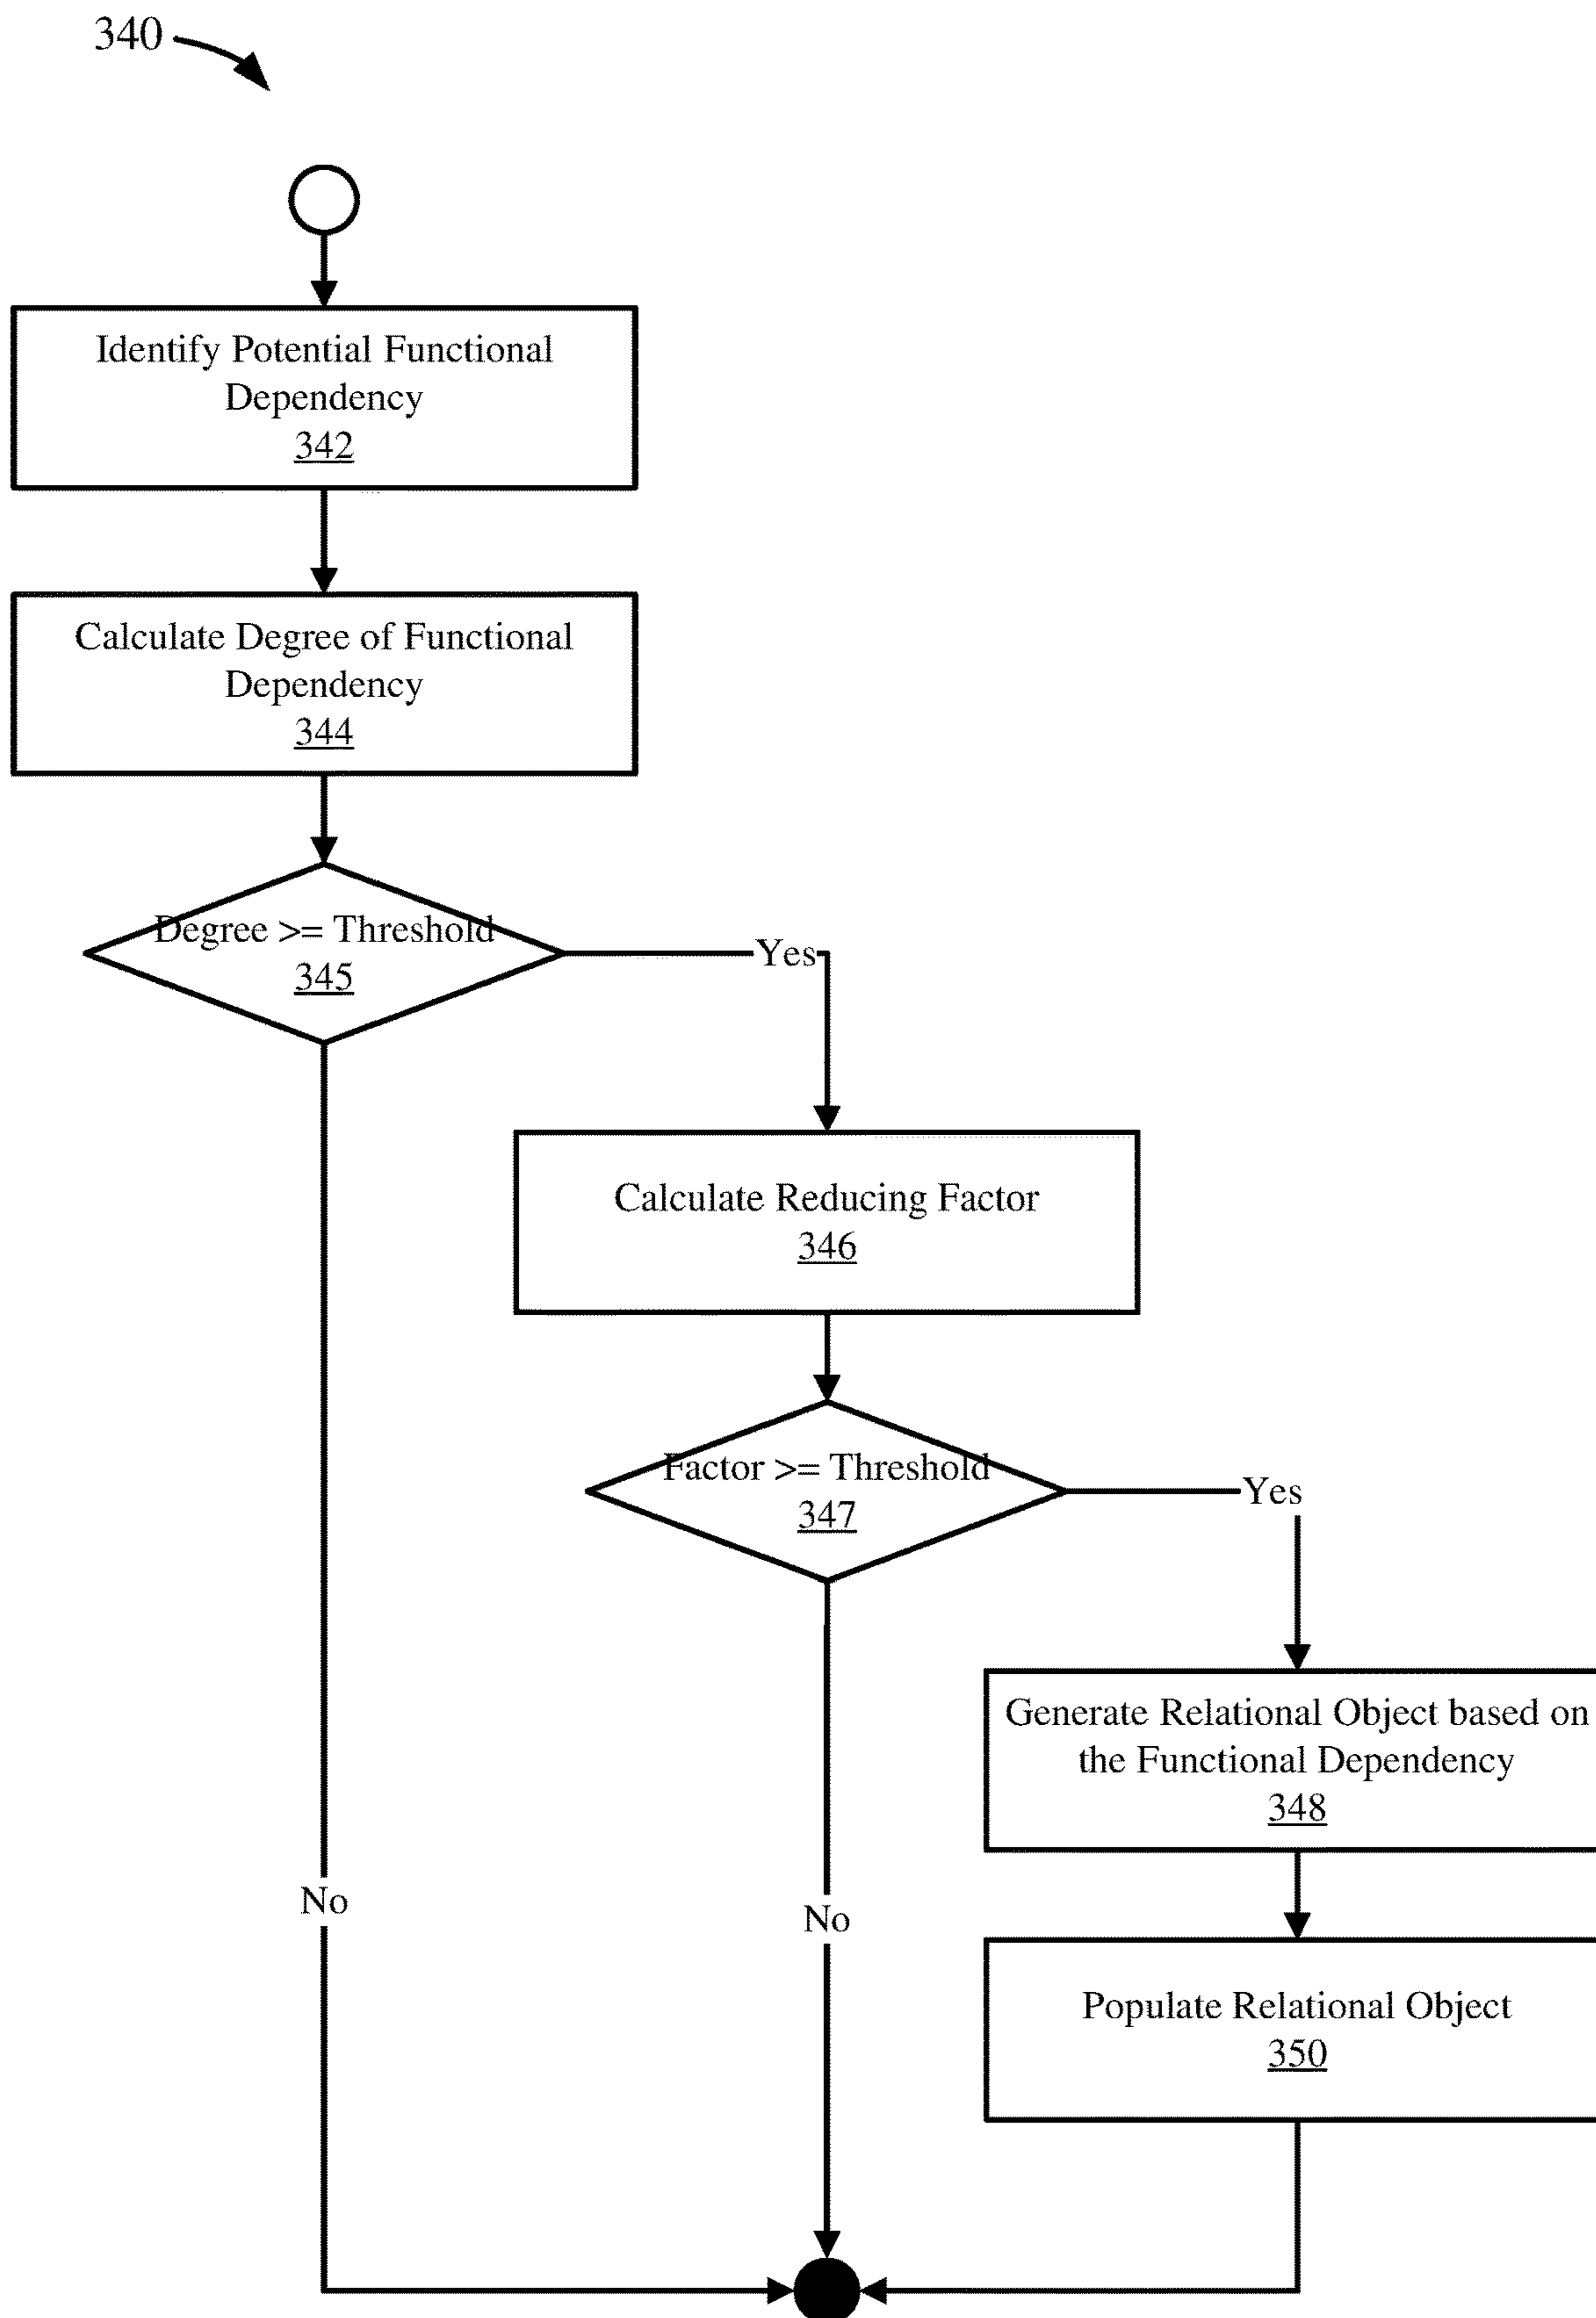 340
Identify Potential Functional
Dependency
342
Calculate Degree of Functional
Dependency
344
Degree >= Threshold
345
Yes
Calculate Reducing Factor
346
Factor >= Threshold
347
Yes
Generate Relational Object based on
the Functional Dependency
348
No
No
Populate Relational Object
350